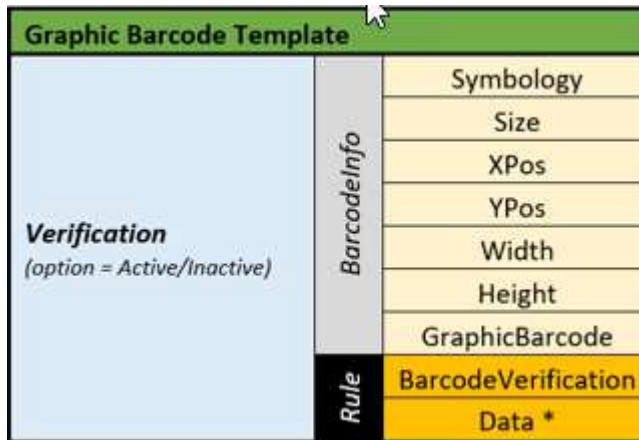 Graphic Barcode Template
Verification
(option = Active/Inactive)
BarcodeInfo
Symbology
Size
XPos
YPos
Width
Height
GraphicBarcode
Rule
BarcodeVerification
Data *